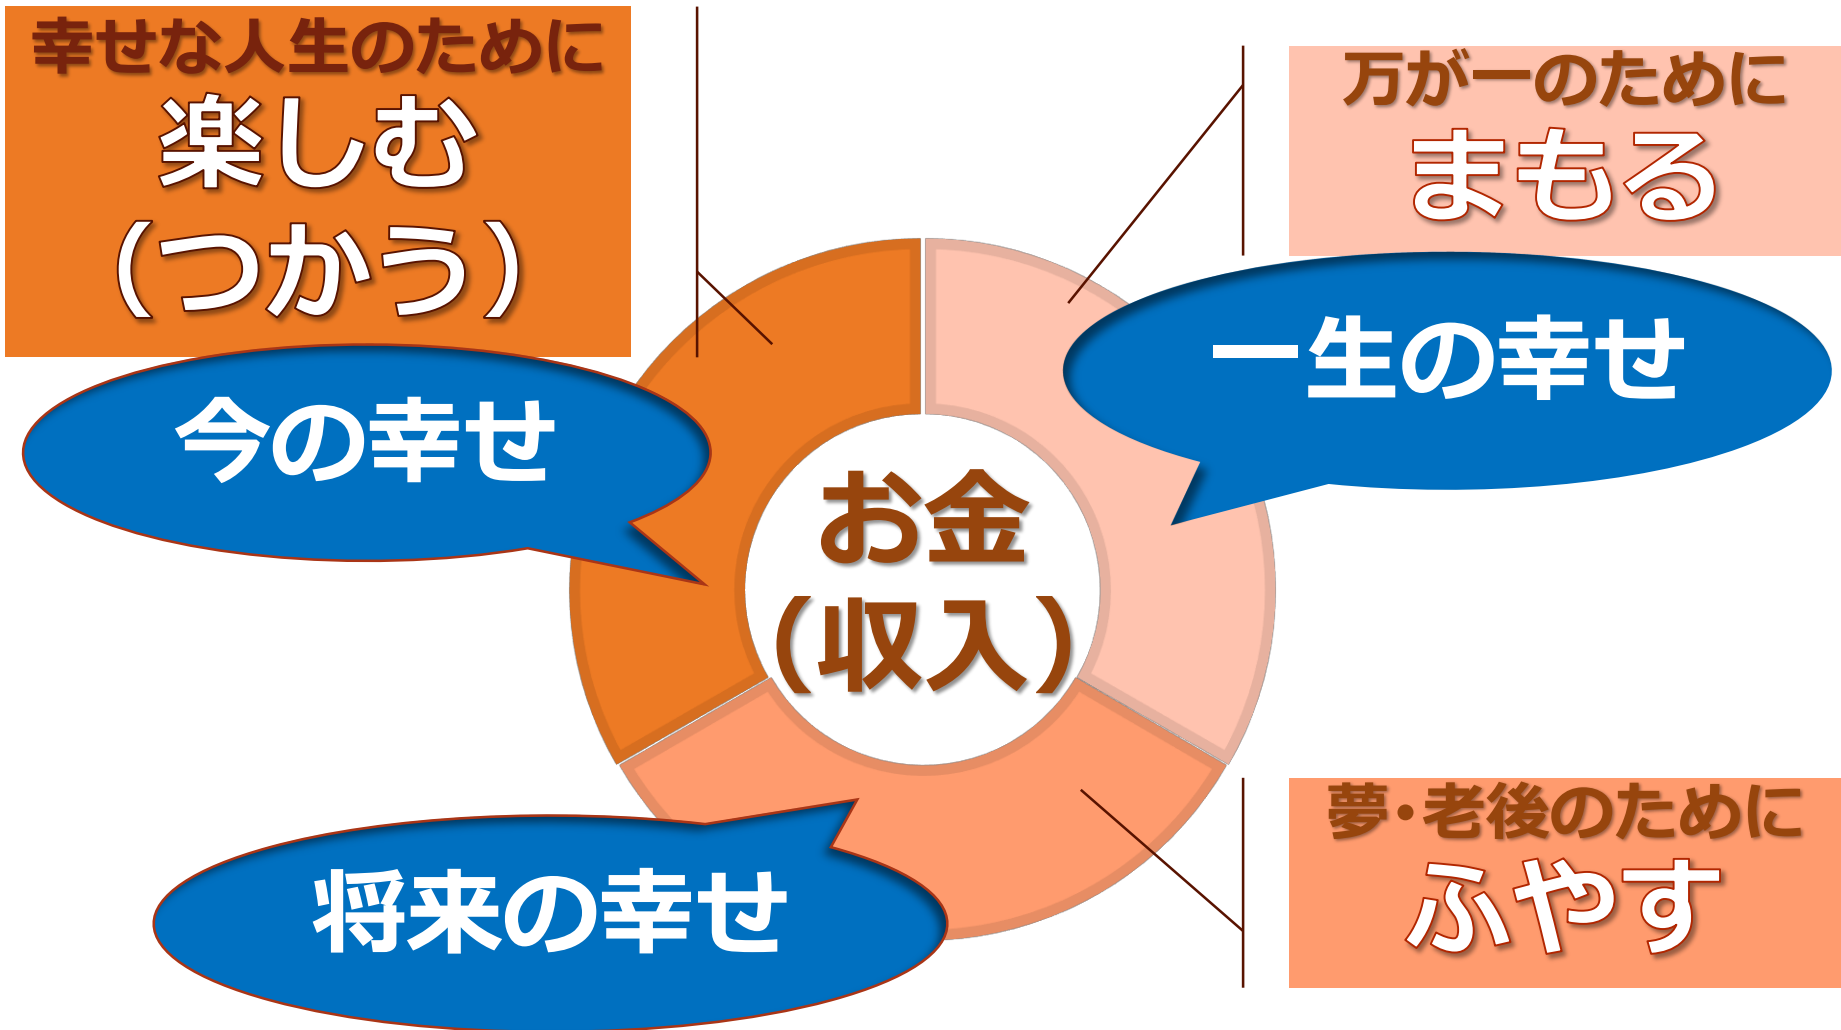 幸せな人生のために
楽しむ
（つかう）
今の幸せ
万が一のために
まもる
一生の幸せ
お金
（収入）
夢・老後のために
ふやす
将来の幸せ